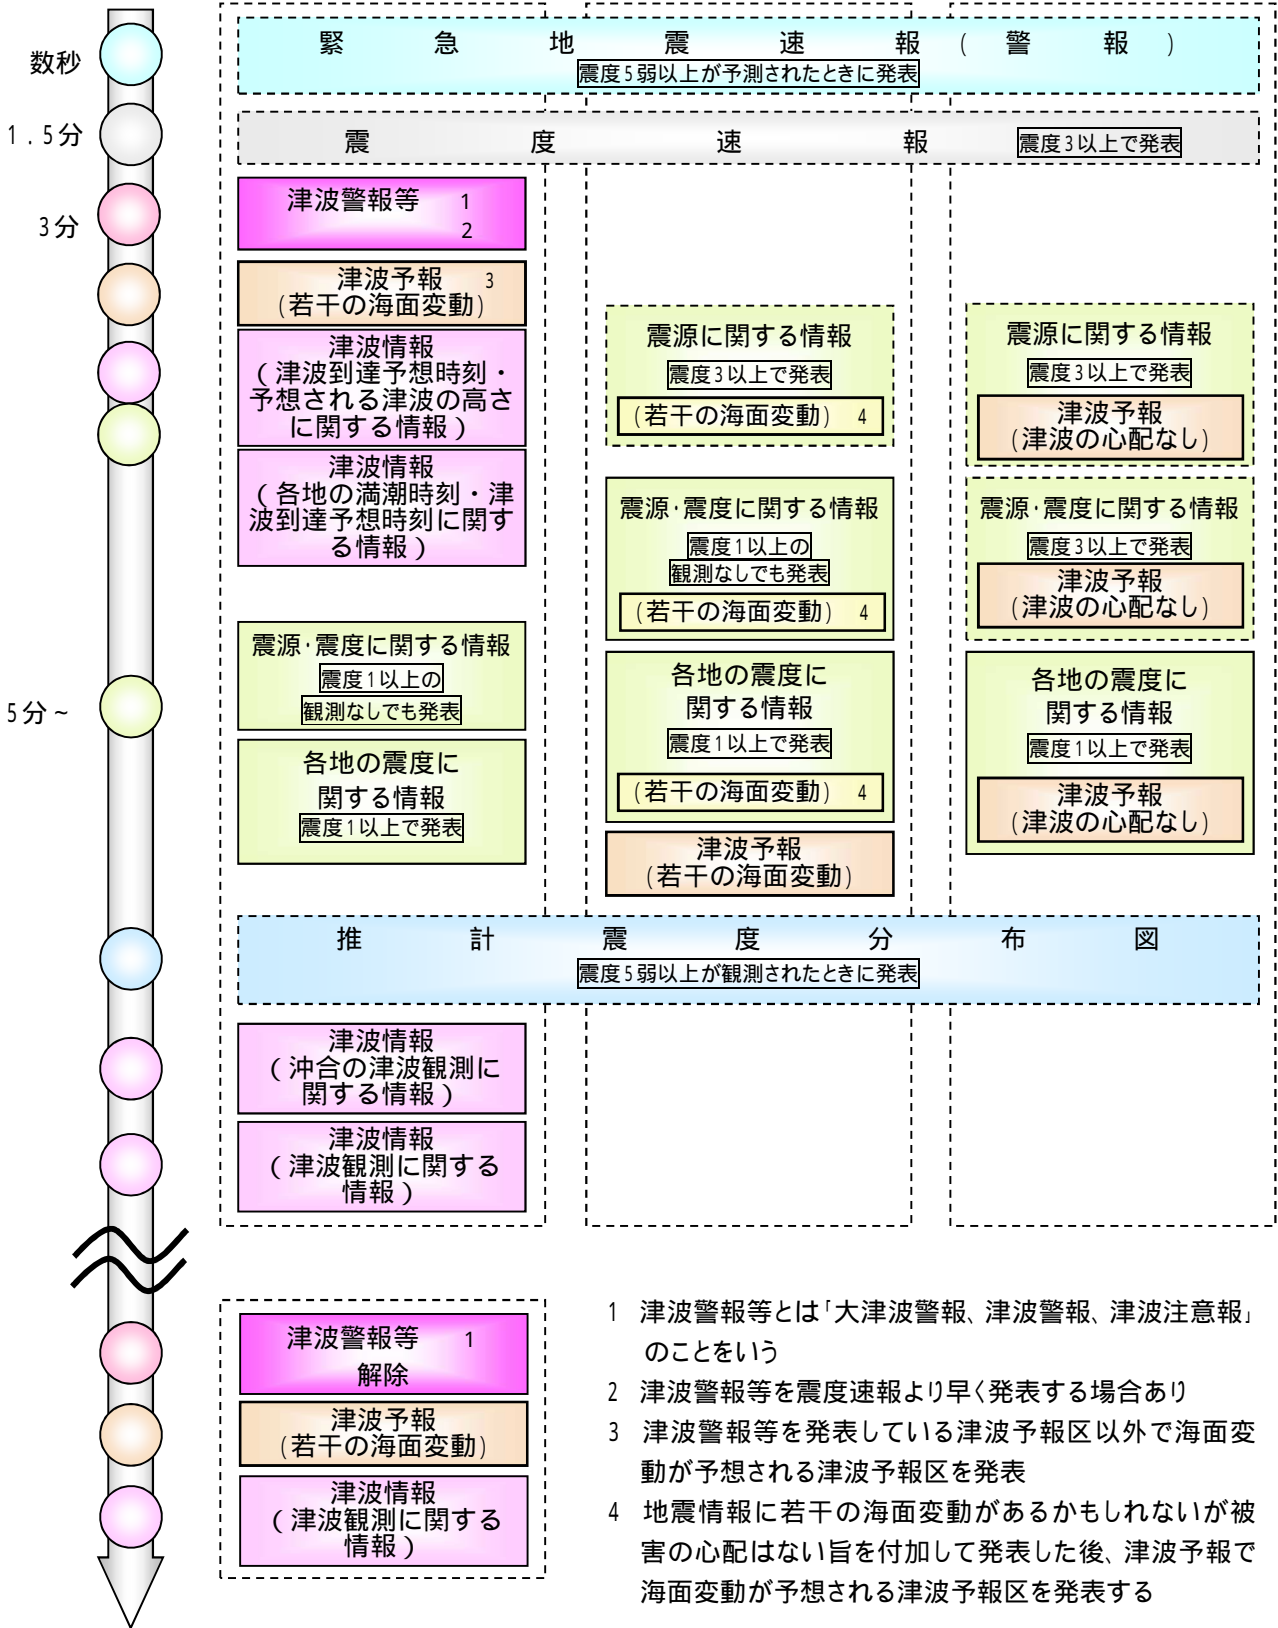 数秒
緊急地震速報(警報)
震度5弱以上が予測されたときに発表
1.5分
震度速報 震度3以上で発表
3分
津波警報等 1
2
津波予報 3
(若干の海面変動)
津波情報
(津波到達予想時刻・
予想される津波の高さ
に関する情報)
津波情報
(各地の満潮時刻・津
波到達予想時刻に関す
る情報)
5分~
震源・震度に関する情報
震度1以上の
観測なしでも発表
各地の震度に
関する情報
震度1以上で発表
震源に関する情報
震度3以上で発表
(若干の海面変動) 4
震源・震度に関する情報
震度1以上の
観測なしでも発表
(若干の海面変動) 4
各地の震度に
関する情報
震度1以上で発表
(若干の海面変動) 4
津波予報
(若干の海面変動)
震源に関する情報
震度3以上で発表
津波予報
(津波の心配なし)
震源・震度に関する情報
震度3以上で発表
津波予報
(津波の心配なし)
各地の震度に
関する情報
震度1以上で発表
津波予報
(津波の心配なし)
推計震度分布図
震度5弱以上が観測されたときに発表
津波情報
(沖合の津波観測に
関する情報)
津波情報
(津波観測に関する
情報)
津波警報等 1
解除
津波予報
(若干の海面変動)
津波情報
(津波観測に関する
情報)
1 津波警報等とは「大津波警報、津波警報、津波注意報」
のことをいう
2 津波警報等を震度速報より早く発表する場合あり
3 津波警報等を発表している津波予報区以外で海面変
動が予想される津波予報区を発表
4 地震情報に若干の海面変動があるかもしれないが被
害の心配はない旨を付加して発表した後、津波予報で
海面変動が予想される津波予報区を発表する